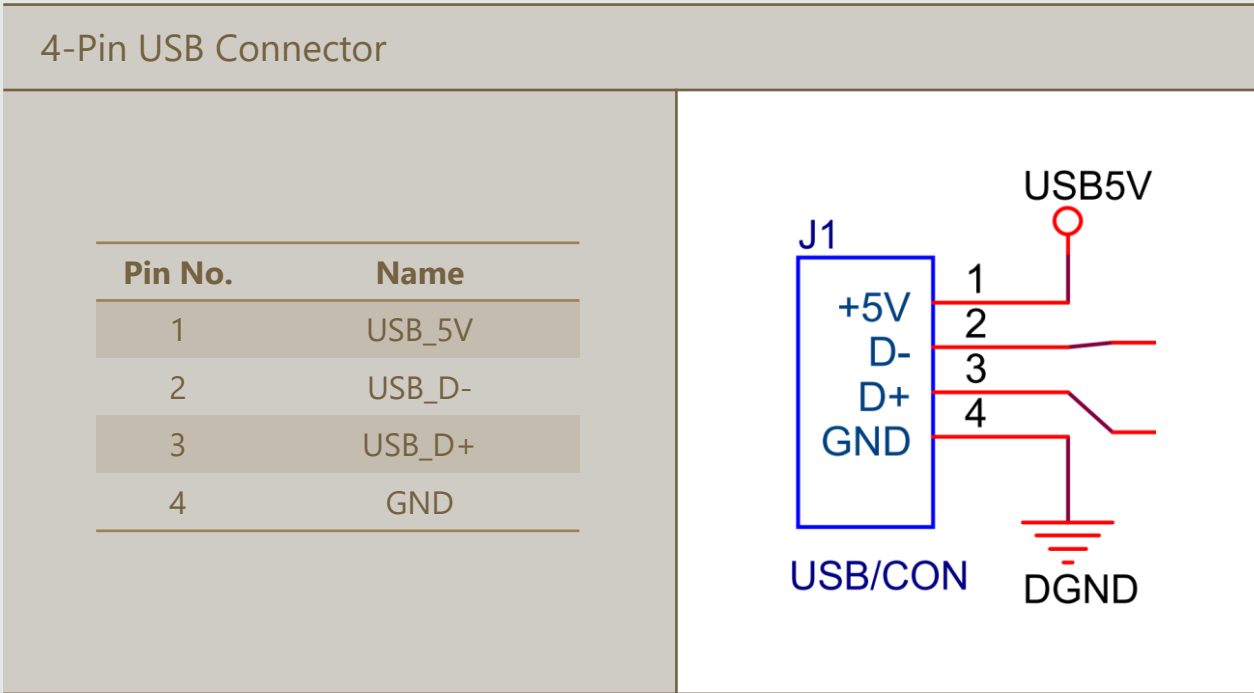 4-Pin USB Connector
Pin No. Name
1 USB_5V
2 USB_D-
3 USB_D+
4 GND
USB5V
J1
+5V 1
D- 2
D+ 3
GND 4
USB/CON
DGND